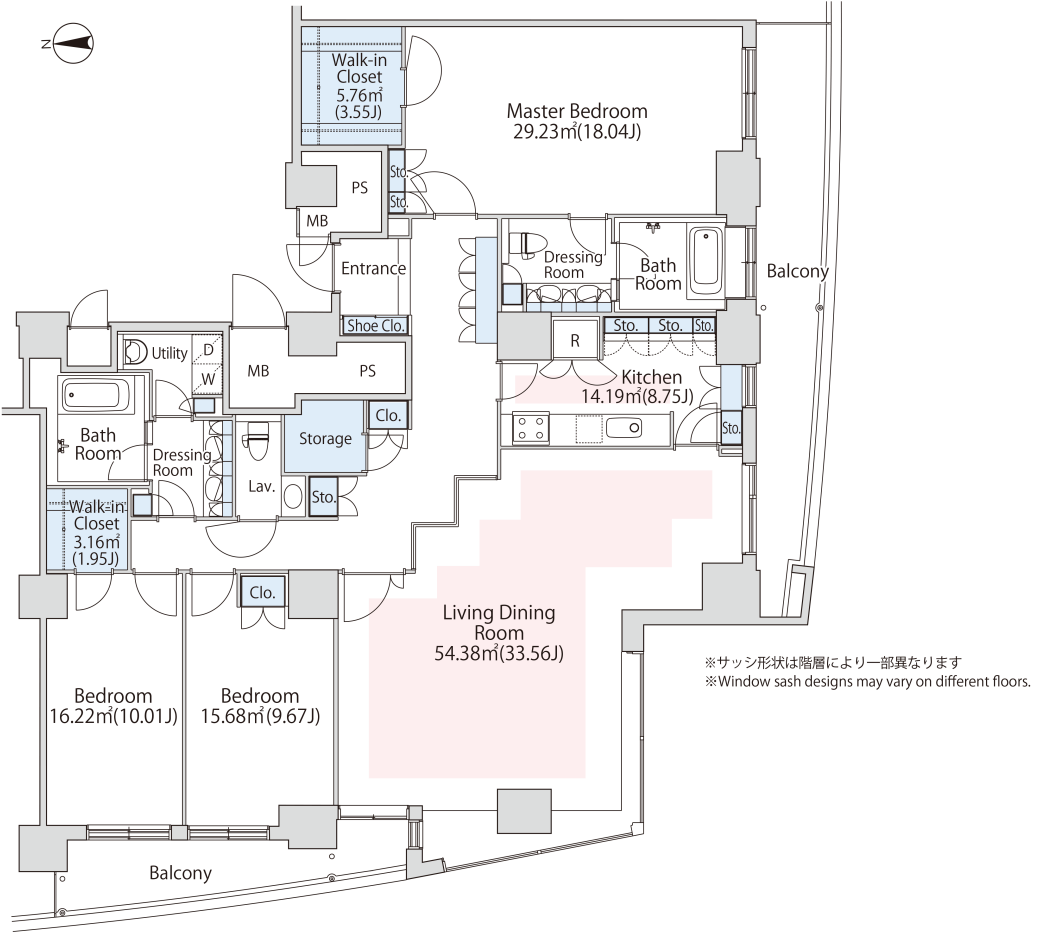 N
Walk-in
Closet
5.76㎡
(3.55J)
Master Bedroom
29.23㎡(18.04J)
Sto.
Sto.
PS
MB
Entrance
Dressing
Room
Bath
Room
Balcony
Shoe Clo.
R
Sto.
Sto.
Sto.
Utility
D
W
MB
PS
Kitchen
14.19㎡(8.75J)
Sto.
Bath
Room
Dressing
Room
Storage
Clo.
Lav.
Sto.
Walk-in
Closet
3.16㎡
(1.95J)
Clo.
Living Dining
Room
54.38㎡(33.56J)
※サッシ形状は階層により一部異なります
※Window sash designs may vary on different floors.
Bedroom
16.22㎡(10.01J)
Bedroom
15.68㎡(9.67J)
Balcony